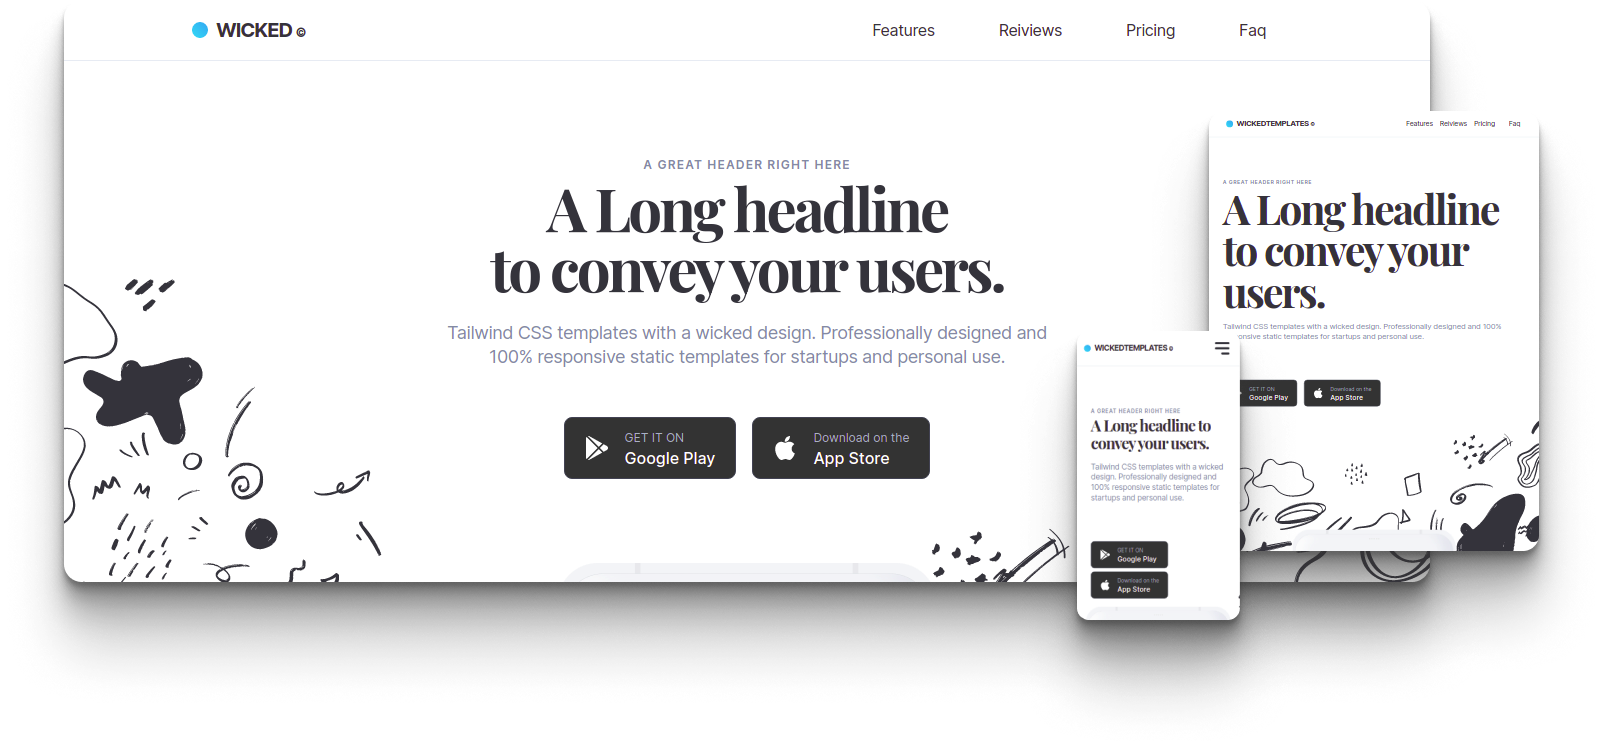 WICKED ©
Features Reiviews Pricing Faq
A GREAT HEADER RIGHT HERE
A Long headline
to convey your users.
Tailwind CSS templates with a wicked design. Professionally designed and
100% responsive static templates for startups and personal use.
GET IT ON
Google Play
Download on the
App Store
WICKEDTEMPLATES ©
Features Reiviews Pricing Faq
A GREAT HEADER RIGHT HERE
A Long headline
to convey your
users.
Tailwind CSS templates with a wicked design. Professionally designed and 100%
responsive static templates for startups and personal use.
GET IT ON
Google Play
Download on the
App Store
WICKEDTEMPLATES ©
A GREAT HEADER RIGHT HERE
A Long headline to
convey your users.
Tailwind CSS templates with a wicked
design. Professionally designed and
100% responsive static templates for
startups and personal use.
GET IT ON
Google Play
Download on the
App Store